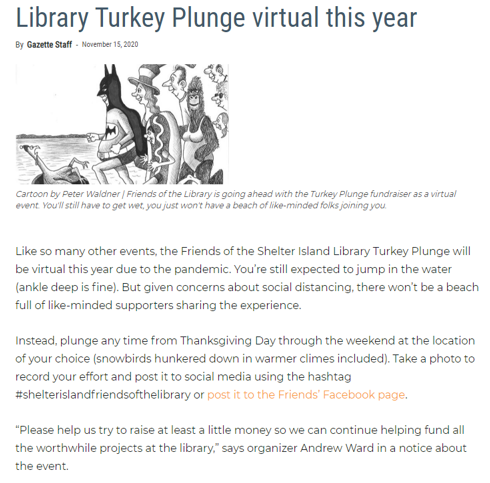 Library Turkey Plunge virtual this year
By Gazette Staff - November 15, 2020
Cartoon by Peter Waldner | Friends of the Library is going ahead with the Turkey Plunge fundraiser as a virtual
event. You'll still have to get wet, you just won't have a beach of like-minded folks joining you.
Like so many other events, the Friends of the Shelter Island Library Turkey Plunge will
be virtual this year due to the pandemic. You’re still expected to jump in the water
(ankle deep is fine). But given concerns about social distancing, there won’t be a beach
full of like-minded supporters sharing the experience.
Instead, plunge any time from Thanksgiving Day through the weekend at the location
of your choice (snowbirds hunkered down in warmer climes included). Take a photo to
record your effort and post it to social media using the hashtag
#shelterislandfriendsofthelibrary or post it to the Friends’ Facebook page.
“Please help us try to raise at least a little money so we can continue helping fund all
the worthwhile projects at the library,” says organizer Andrew Ward in a notice about
the event.